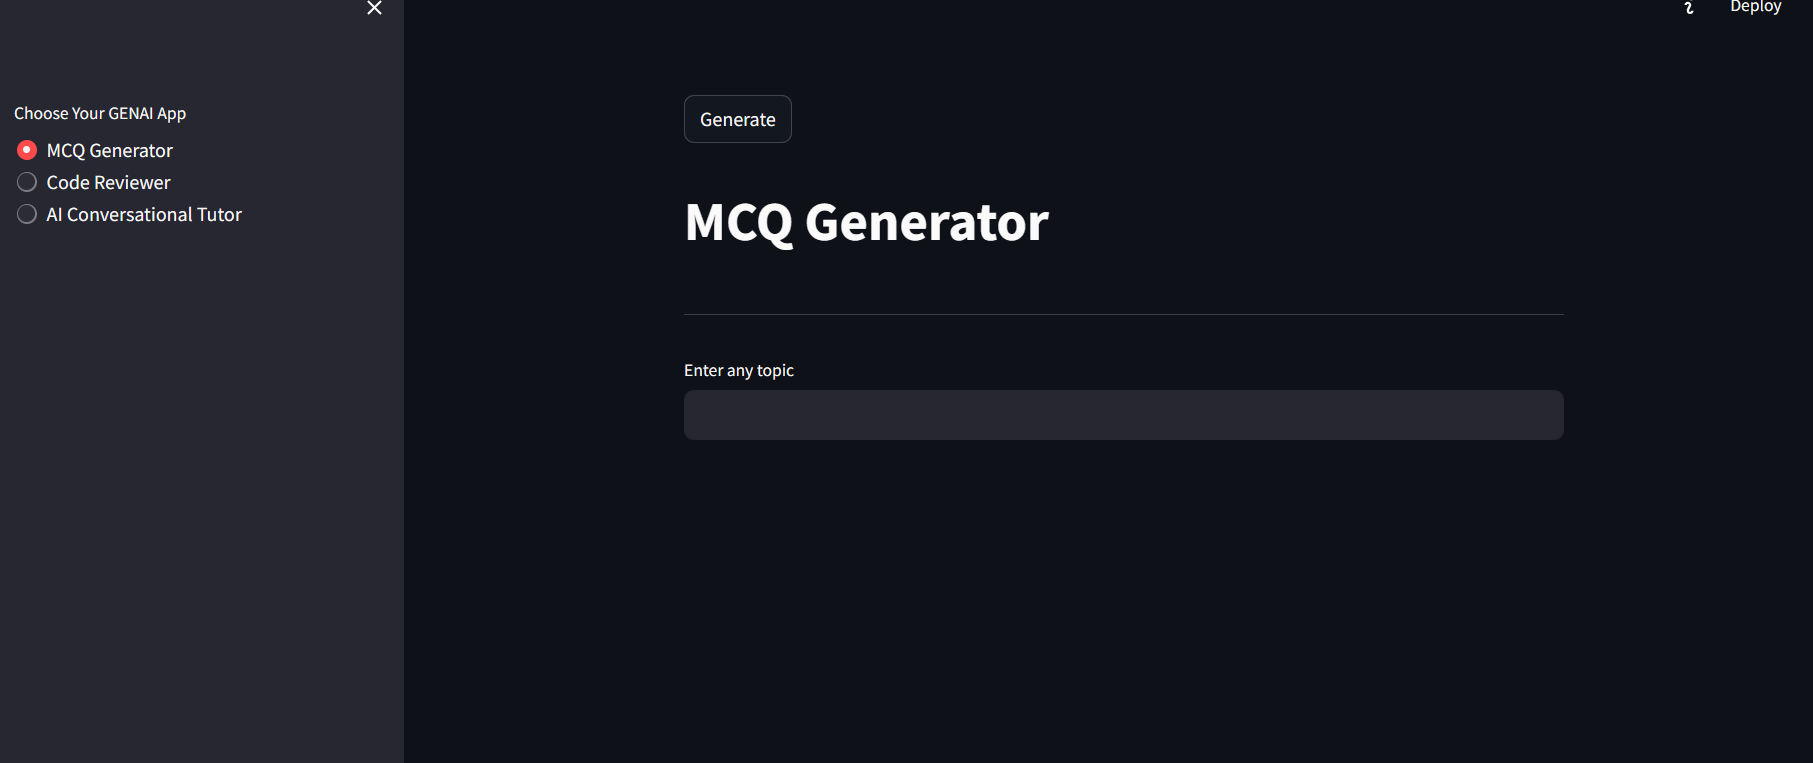 Deploy
Choose Your GENAI App
MCQ Generator
Code Reviewer
AI Conversational Tutor
Generate
MCQ Generator
Enter any topic